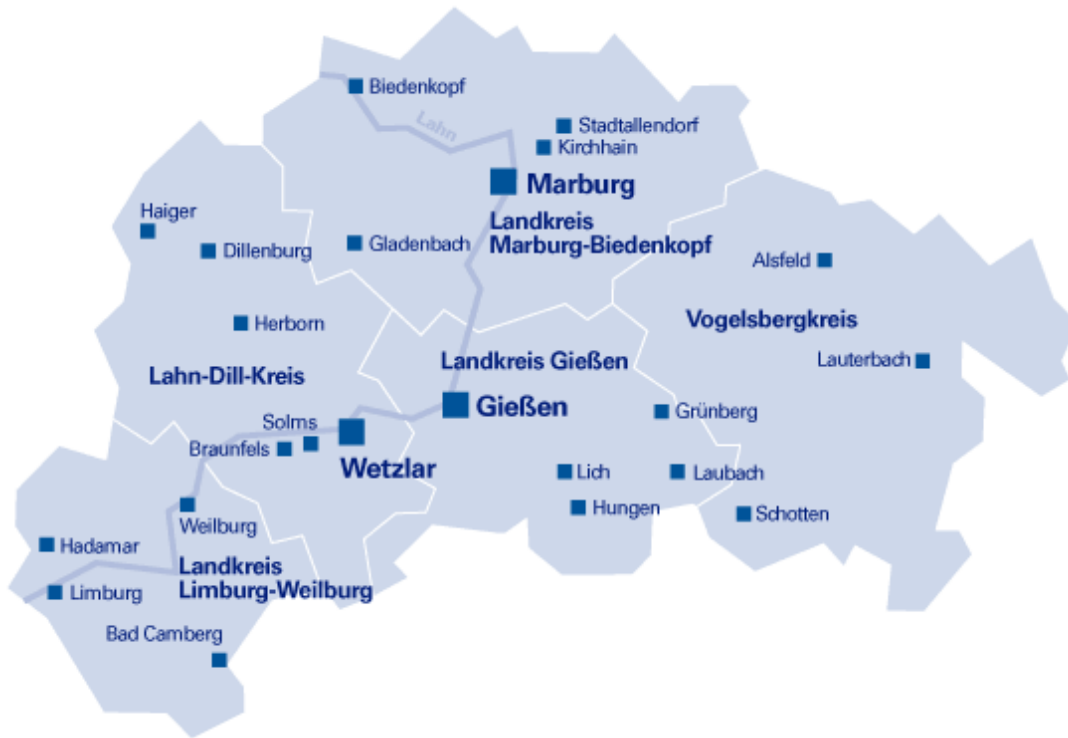 Biedenkopf
Lahn
Stadtallendorf
Kirchhain
Marburg
Haiger
Landkreis
Marburg-Biedenkopf
Gladenbach
Dillenburg
Alsfeld
Herborn
Vogelsbergkreis
Landkreis Gießen
Lauterbach
Lahn-Dill-Kreis
Gießen
Grünberg
Solms
Braunfels
Wetzlar
Lich
Laubach
Hungen
Schotten
Weilburg
Hadamar
Landkreis
Limburg-Weilburg
Limburg
Bad Camberg